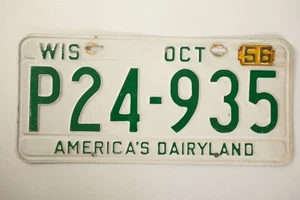 WIS OCT 56
P24-935
AMERICA'S DAIRYLAND